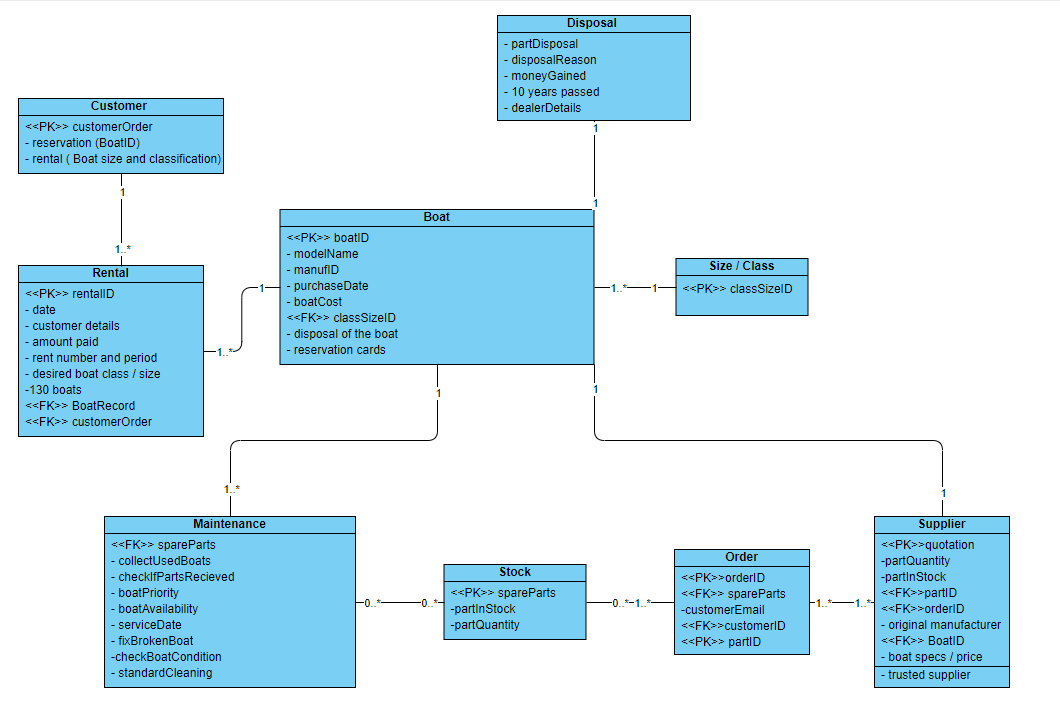 Disposal
- partDisposal
- disposalReason
- moneyGained
- 10 years passed
- dealerDetails
1
1
Customer
<<PK>> customerOrder
- reservation (BoatID)
- rental ( Boat size and classification)
1
1..*
Rental
<<PK>> rentalID
- date
- customer details
- amount paid
- rent number and period
- desired boat class / size
-130 boats
<<FK>> BoatRecord
<<FK>> customerOrder
1
1..*
Boat
<<PK>> boatID
- modelName
- manufID
- purchaseDate
- boatCost
<<FK>> classSizeID
- disposal of the boat
- reservation cards
1..*
1
Size / Class
<<PK>> classSizeID
1
1..*
1
1
Maintenance
<<FK>> spareParts
- collectUsedBoats
- checkIfPartsRecieved
- boatPriority
- boatAvailability
- serviceDate
- fixBrokenBoat
-checkBoatCondition
- standardCleaning
0..*
0..*
Stock
<<PK>> spareParts
-partInStock
-partQuantity
0..*
1..*
Order
<<PK>>orderID
<<FK>> spareParts
-customerEmail
<<FK>>customerID
<<PK>> partID
1..*
1..*
Supplier
<<PK>>quotation
-partQuantity
-partInStock
<<FK>>partID
<<FK>>orderID
- original manufacturer
<<FK>> BoatID
- boat specs / price
- trusted supplier